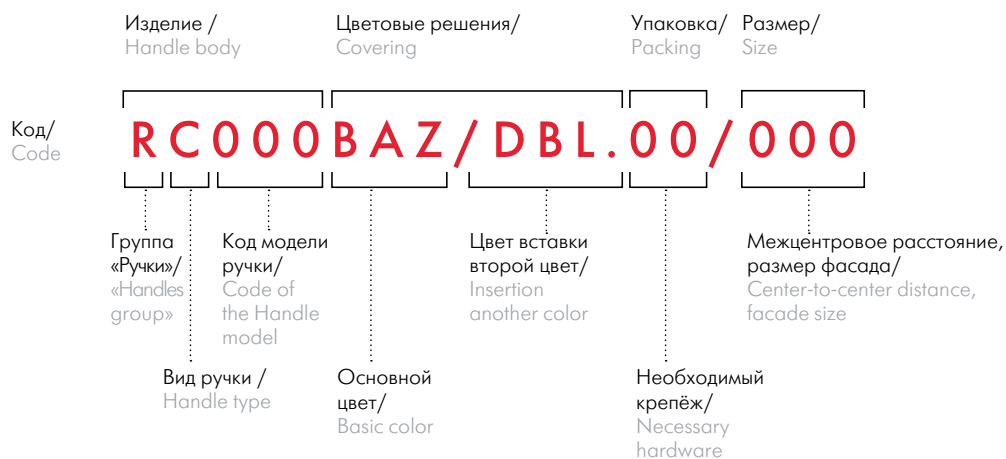 Изделие /
Handle body
Цветовые решения/
Covering
Упаковка/
Packing
Размер/
Size
Код/
Code
RC000BAZ/DBL.00/000
Группа
«Ручки»/
«Handles
group»
Код модели
ручки/
Code of
the Handle
model
Цвет вставки
второй цвет/
Insertion
another color
Межцентровое расстояние,
размер фасада/
Center-to-center distance,
facade size
Вид ручки /
Handle type
Основной
цвет/
Basic color
Необходимый
крепёж/
Necessary
hardware